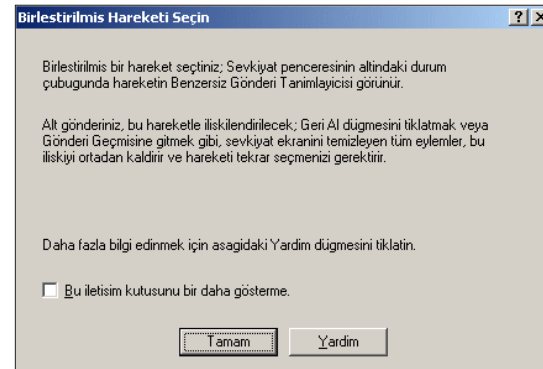 Birlestirilmis Hareketi Seçin
Birlestirilmis bir hareket seçtiniz; Sevkiyat penceresinin altindaki durum
çubugunda hareketin Benzersiz Gönderi Tanimlayicisi görünür.
Alt gönderiniz, bu hareketle iliskilendirilecek; Geri Al dügmesini tiklatmak veya
Gönderi Geçmisine gitmek gibi, sevkiyat ekranini temizleyen tüm eylemler, bu
iliskiyi ortadan kaldirir ve hareketi tekrar seçmenizi gerektirir.
Daha fazla bilgi edinmek için asagidaki Yardim dügmesini tiklatin.
Bu iletisim kutusunu bir daha gösterme.
Tamam Yardim